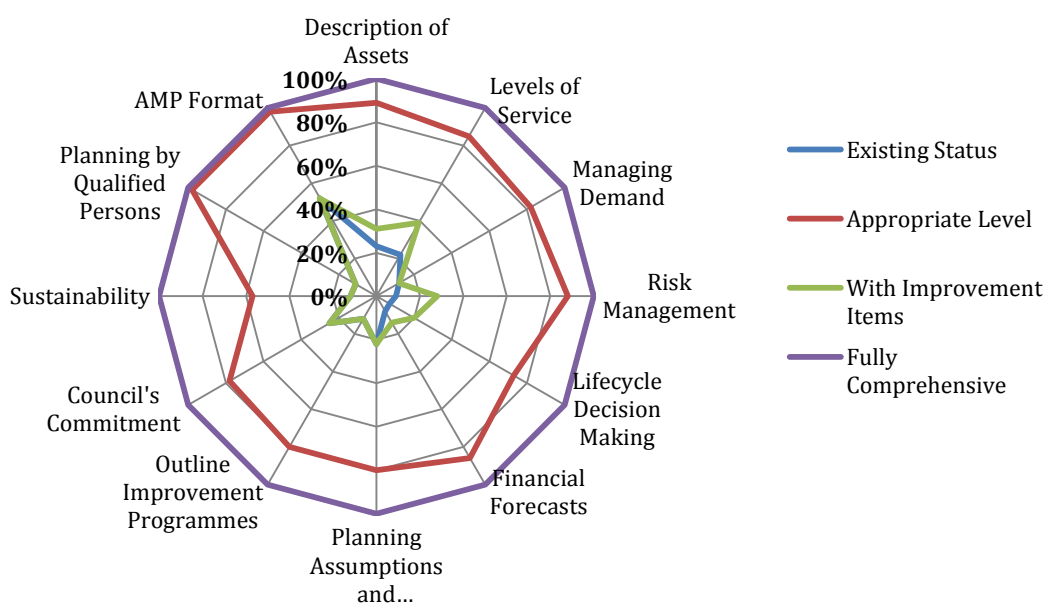 Description of
Assets
Levels of
Service
Managing
Demand
Risk
Management
Lifecycle
Decision
Making
Financial
Forecasts
Planning
Assumptions
and...
Outline
Improvement
Programmes
Council's
Commitment
Sustainability
Planning by
Qualified
Persons
AMP Format
100%
80%
60%
40%
20%
0%
Existing Status
Appropriate Level
With Improvement
Items
Fully
Comprehensive